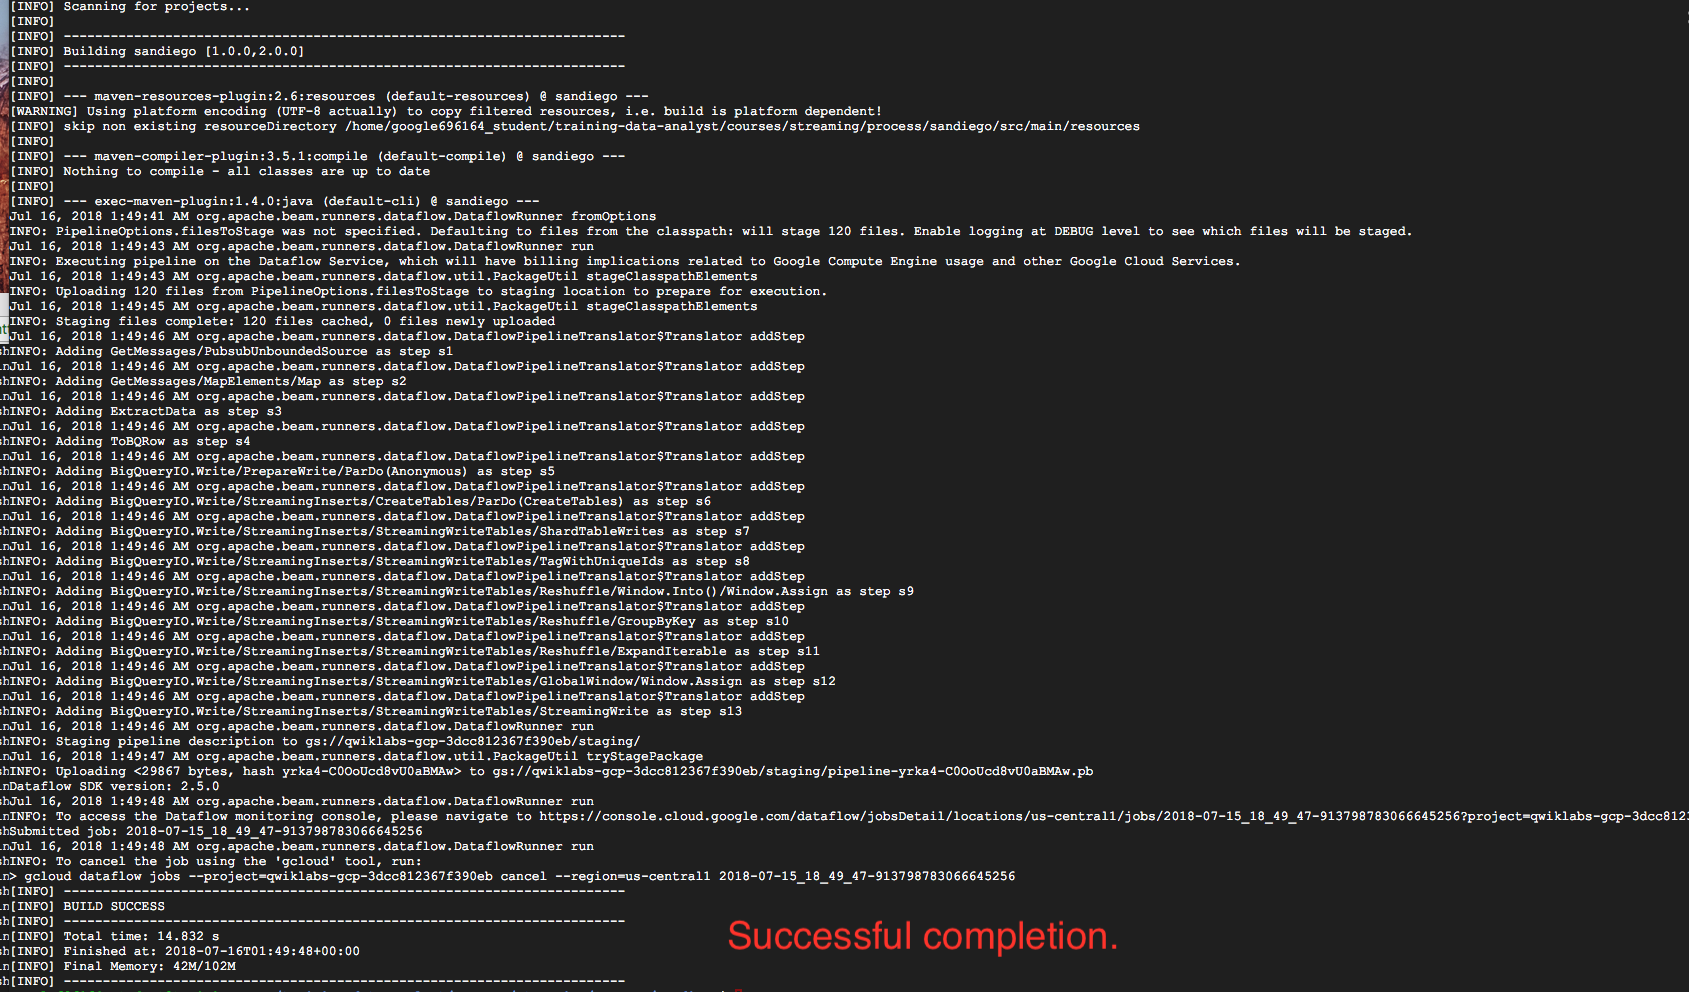 [INFO] Scanning for projects...
[INFO]
[INFO] ------------------------------------------------------------------------
[INFO] Building sandiego [1.0.0,2.0.0]
[INFO] ------------------------------------------------------------------------
[INFO]
[INFO] --- maven-resources-plugin:2.6:resources (default-resources) @ sandiego ---
[WARNING] Using platform encoding (UTF-8 actually) to copy filtered resources, i.e. build is platform dependent!
[INFO] skip non existing resourceDirectory /home/google696164_student/training-data-analyst/courses/streaming/process/sandiego/src/main/resources
[INFO]
[INFO] --- maven-compiler-plugin:3.5.1:compile (default-compile) @ sandiego ---
[INFO] Nothing to compile - all classes are up to date
[INFO]
[INFO] --- exec-maven-plugin:1.4.0:java (default-cli) @ sandiego ---
Jul 16, 2018 1:49:41 AM org.apache.beam.runners.dataflow.DataflowRunner fromOptions
INFO: PipelineOptions.filesToStage was not specified. Defaulting to files from the classpath: will stage 120 files. Enable logging at DEBUG level to see which files will be staged.
Jul 16, 2018 1:49:43 AM org.apache.beam.runners.dataflow.DataflowRunner run
INFO: Executing pipeline on the Dataflow Service, which will have billing implications related to Google Compute Engine usage and other Google Cloud Services.
Jul 16, 2018 1:49:43 AM org.apache.beam.runners.dataflow.util.PackageUtil stageClasspathElements
INFO: Uploading 120 files from PipelineOptions.filesToStage to staging location to prepare for execution.
Jul 16, 2018 1:49:45 AM org.apache.beam.runners.dataflow.util.PackageUtil stageClasspathElements
INFO: Staging files complete: 120 files cached, 0 files newly uploaded
Jul 16, 2018 1:49:46 AM org.apache.beam.runners.dataflow.DataflowPipelineTranslator$Translator addStep
INFO: Adding GetMessages/PubsubUnboundedSource as step s1
Jul 16, 2018 1:49:46 AM org.apache.beam.runners.dataflow.DataflowPipelineTranslator$Translator addStep
INFO: Adding GetMessages/MapElements/Map as step s2
Jul 16, 2018 1:49:46 AM org.apache.beam.runners.dataflow.DataflowPipelineTranslator$Translator addStep
INFO: Adding ExtractData as step s3
Jul 16, 2018 1:49:46 AM org.apache.beam.runners.dataflow.DataflowPipelineTranslator$Translator addStep
INFO: Adding ToBQRow as step s4
Jul 16, 2018 1:49:46 AM org.apache.beam.runners.dataflow.DataflowPipelineTranslator$Translator addStep
INFO: Adding BigQueryIO.Write/PrepareWrite/ParDo(Anonymous) as step s5
Jul 16, 2018 1:49:46 AM org.apache.beam.runners.dataflow.DataflowPipelineTranslator$Translator addStep
INFO: Adding BigQueryIO.Write/StreamingInserts/CreateTables/ParDo(CreateTables) as step s6
Jul 16, 2018 1:49:46 AM org.apache.beam.runners.dataflow.DataflowPipelineTranslator$Translator addStep
INFO: Adding BigQueryIO.Write/StreamingInserts/StreamingWriteTables/ShardTableWrites as step s7
Jul 16, 2018 1:49:46 AM org.apache.beam.runners.dataflow.DataflowPipelineTranslator$Translator addStep
INFO: Adding BigQueryIO.Write/StreamingInserts/StreamingWriteTables/TagWithUniqueIds as step s8
Jul 16, 2018 1:49:46 AM org.apache.beam.runners.dataflow.DataflowPipelineTranslator$Translator addStep
INFO: Adding BigQueryIO.Write/StreamingInserts/StreamingWriteTables/Reshuffle/Window.Into()/Window.Assign as step s9
Jul 16, 2018 1:49:46 AM org.apache.beam.runners.dataflow.DataflowPipelineTranslator$Translator addStep
INFO: Adding BigQueryIO.Write/StreamingInserts/StreamingWriteTables/Reshuffle/GroupByKey as step s10
Jul 16, 2018 1:49:46 AM org.apache.beam.runners.dataflow.DataflowPipelineTranslator$Translator addStep
INFO: Adding BigQueryIO.Write/StreamingInserts/StreamingWriteTables/Reshuffle/ExpandIterable as step s11
Jul 16, 2018 1:49:46 AM org.apache.beam.runners.dataflow.DataflowPipelineTranslator$Translator addStep
INFO: Adding BigQueryIO.Write/StreamingInserts/StreamingWriteTables/GlobalWindow/Window.Assign as step s12
Jul 16, 2018 1:49:46 AM org.apache.beam.runners.dataflow.DataflowPipelineTranslator$Translator addStep
INFO: Adding BigQueryIO.Write/StreamingInserts/StreamingWriteTables/StreamingWrite as step s13
Jul 16, 2018 1:49:46 AM org.apache.beam.runners.dataflow.DataflowRunner run
INFO: Staging pipeline description to gs://qwiklabs-gcp-3dcc812367f390eb/staging/
Jul 16, 2018 1:49:47 AM org.apache.beam.runners.dataflow.util.PackageUtil tryStagePackage
INFO: Uploading <29867 bytes, hash yrka4-C0OoUcd8vU0aBMAw> to gs://qwiklabs-gcp-3dcc812367f390eb/staging/pipeline-yrka4-C0OoUcd8vU0aBMAw.pb
Dataflow SDK version: 2.5.0
Jul 16, 2018 1:49:48 AM org.apache.beam.runners.dataflow.DataflowRunner run
INFO: To access the Dataflow monitoring console, please navigate to https://console.cloud.google.com/dataflow/jobsDetail/locations/us-central1/jobs/2018-07-15_18_49_47-913798783066645256?project=qwiklabs-gcp-3dcc812
Submitted job: 2018-07-15_18_49_47-913798783066645256
Jul 16, 2018 1:49:48 AM org.apache.beam.runners.dataflow.DataflowRunner run
INFO: To cancel the job using the 'gcloud' tool, run:
> gcloud dataflow jobs --project=qwiklabs-gcp-3dcc812367f390eb cancel --region=us-central1 2018-07-15_18_49_47-913798783066645256
[INFO] ------------------------------------------------------------------------
[INFO] BUILD SUCCESS
[INFO] ------------------------------------------------------------------------
[INFO] Total time: 14.832 s
[INFO] Finished at: 2018-07-16T01:49:48+00:00
[INFO] Final Memory: 42M/102M
[INFO] ------------------------------------------------------------------------
Successful completion.